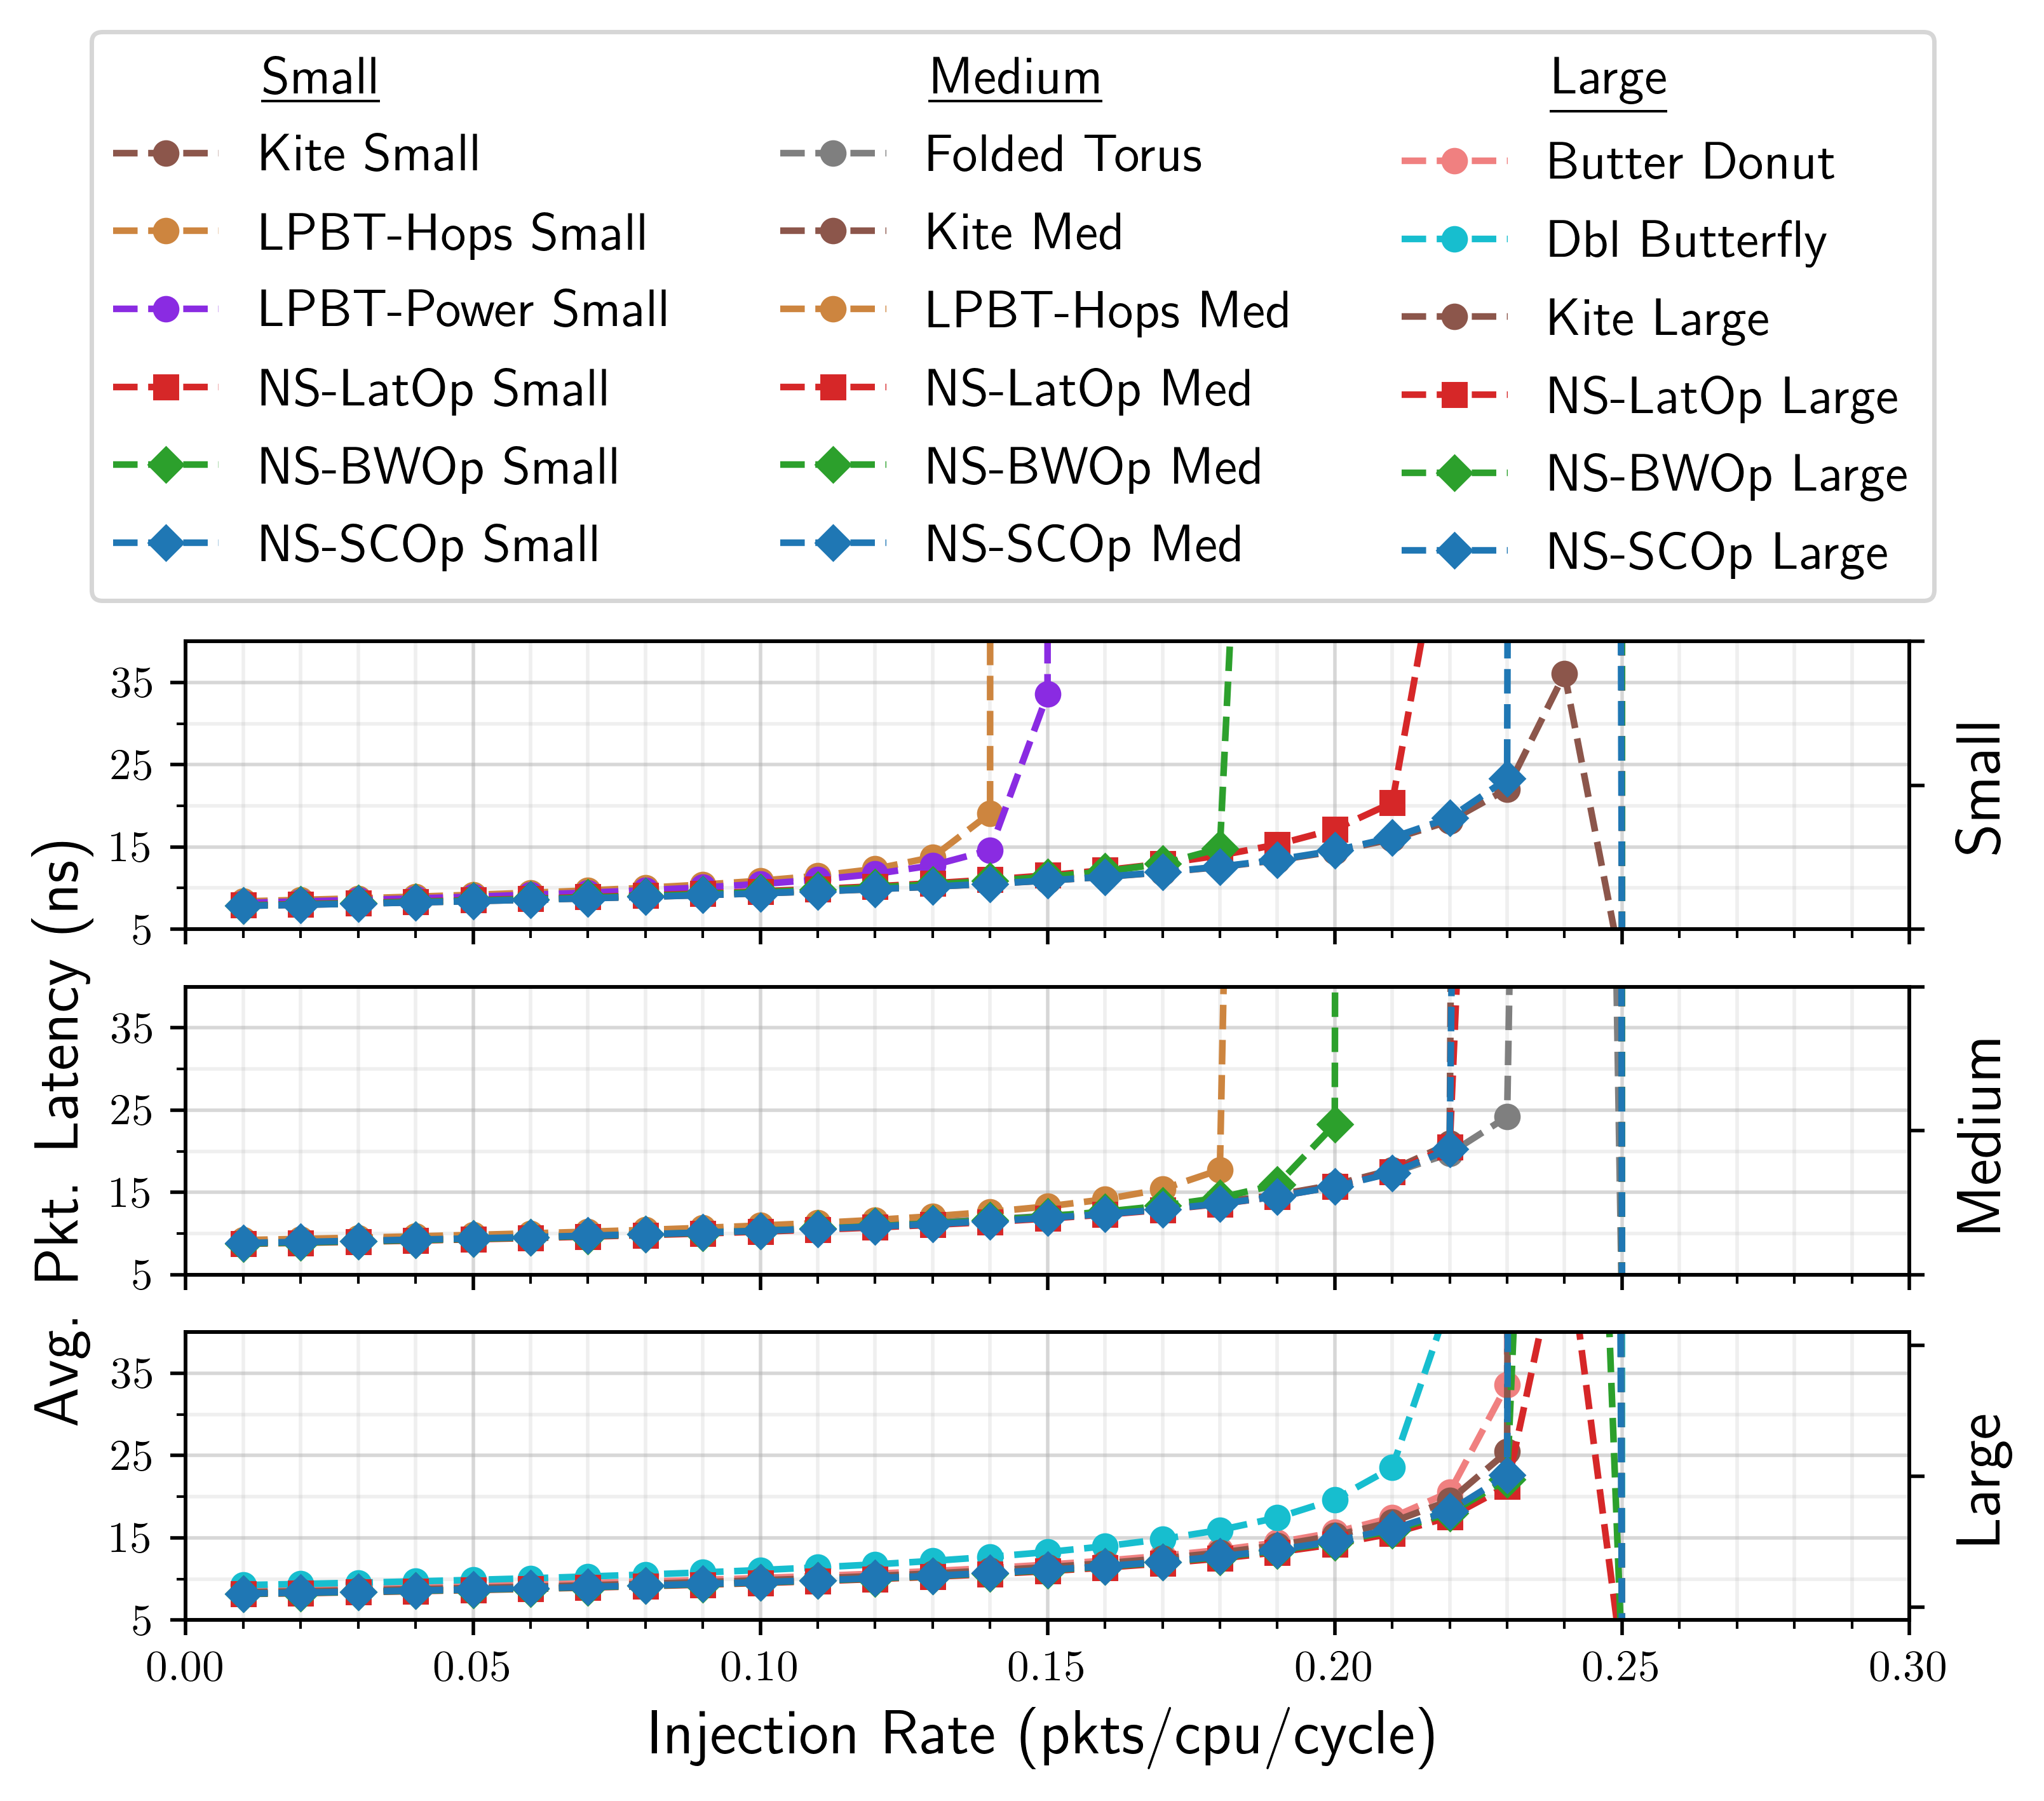 Small Medium Large
Kite Small Folded Torus Butter Donut
LPBT-Hops Small Kite Med Dbl Butterfly
LPBT-Power Small LPBT-Hops Med Kite Large
NS-LatOp Small NS-LatOp Med NS-LatOp Large
NS-BWOp Small NS-BWOp Med NS-BWOp Large
NS-SCOp Small NS-SCOp Med NS-SCOp Large
35
25
15
5
Small
35
25
15
5
Medium
35
25
15
5
Large
Avg. Pkt. Latency (ns)
0.00 0.05 0.10 0.15 0.20 0.25 0.30
Injection Rate (pkts/cpu/cycle)